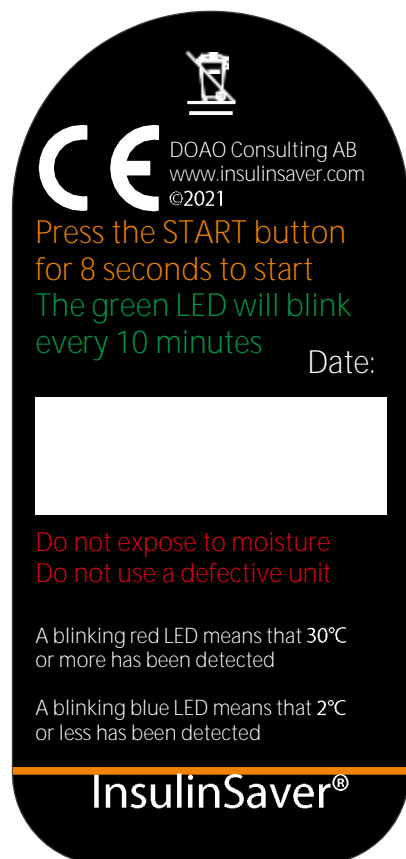 CE
DOAO Consulting AB
www.insulinsaver.com
©2021
Press the START button
for 8 seconds to start
The green LED will blink
every 10 minutes
Date:
Do not expose to moisture
Do not use a defective unit
A blinking red LED means that 30°C
or more has been detected
A blinking blue LED means that 2°C
or less has been detected
InsulinSaver®